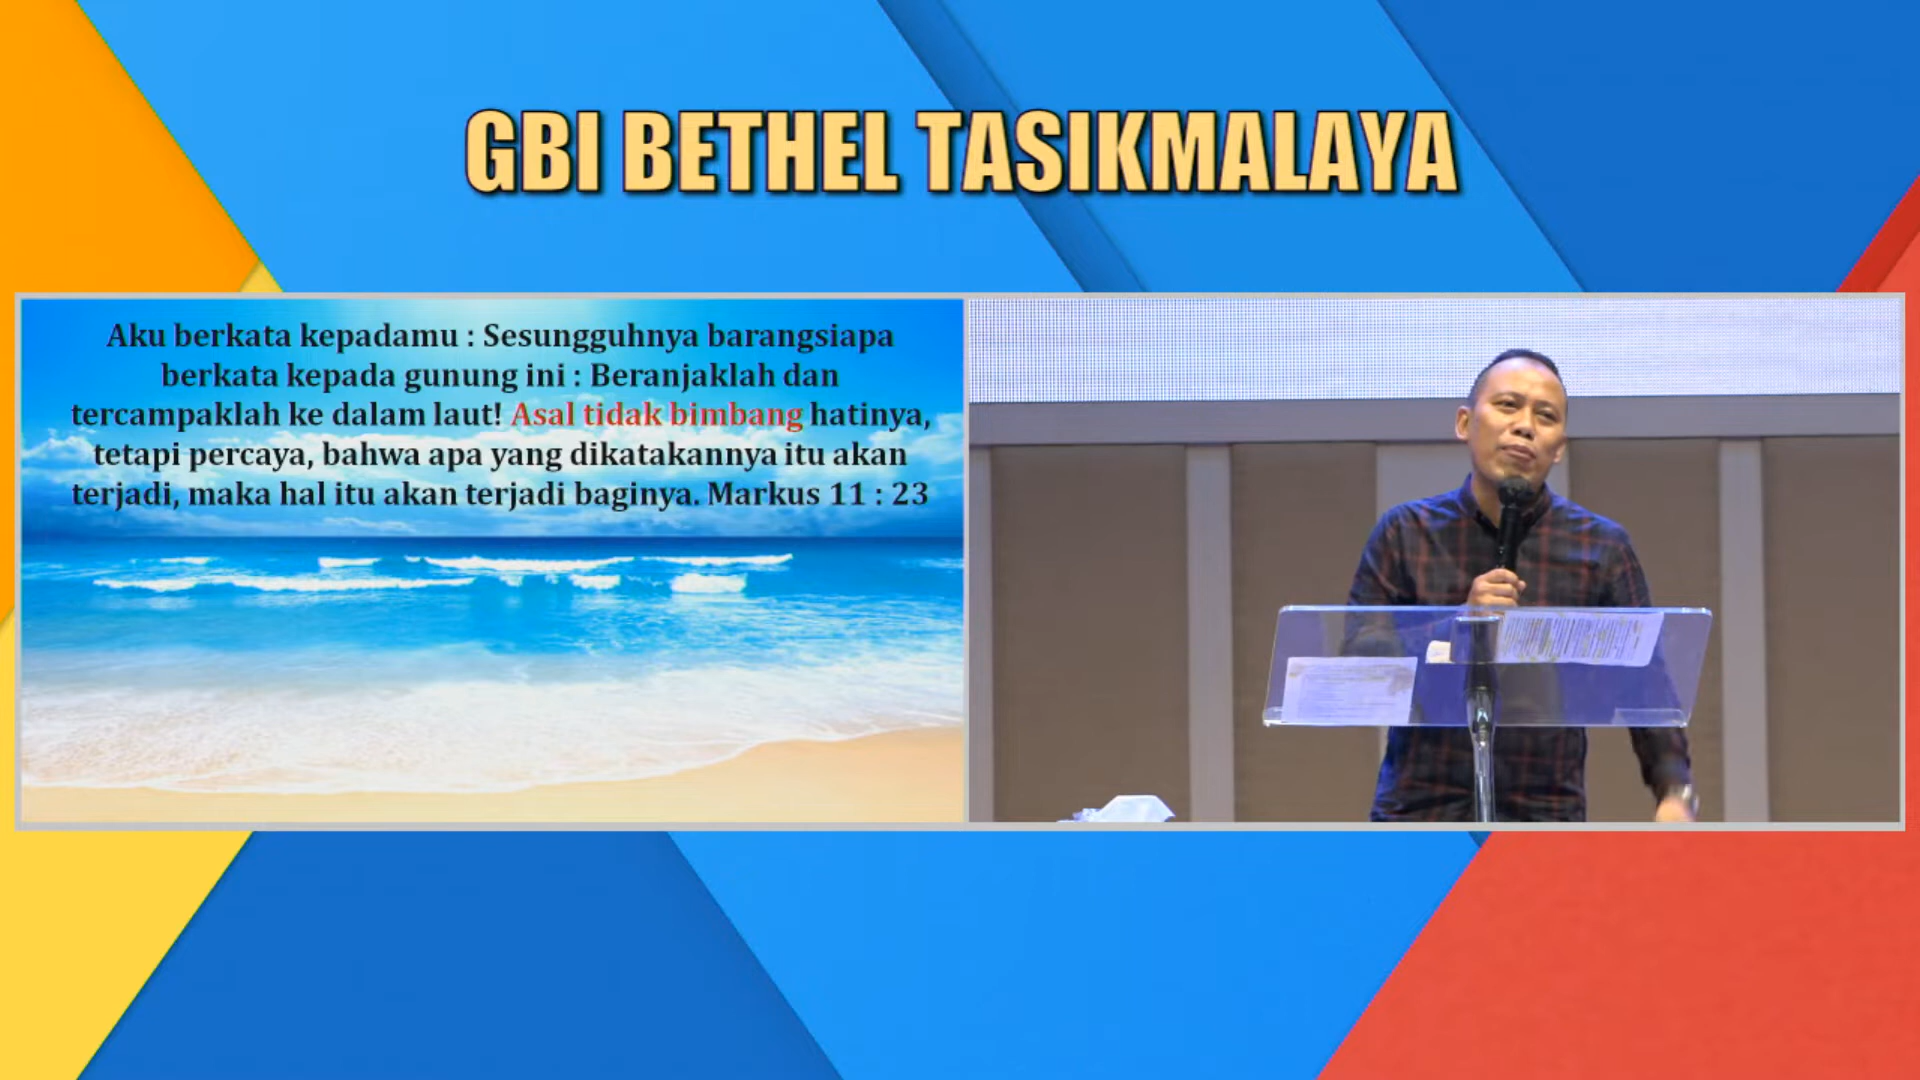 GBI BETHEL TASIKMALAYA
Aku berkata kepadamu : Sesungguhnya barangsiapa
berkata kepada gunung ini : Beranjaklah dan
tercampaklah ke dalam laut! Asal tidak bimbang hatinya,
tetapi percaya, bahwa apa yang dikatakannya itu akan
terjadi, maka hal itu akan terjadi baginya. Markus 11 : 23